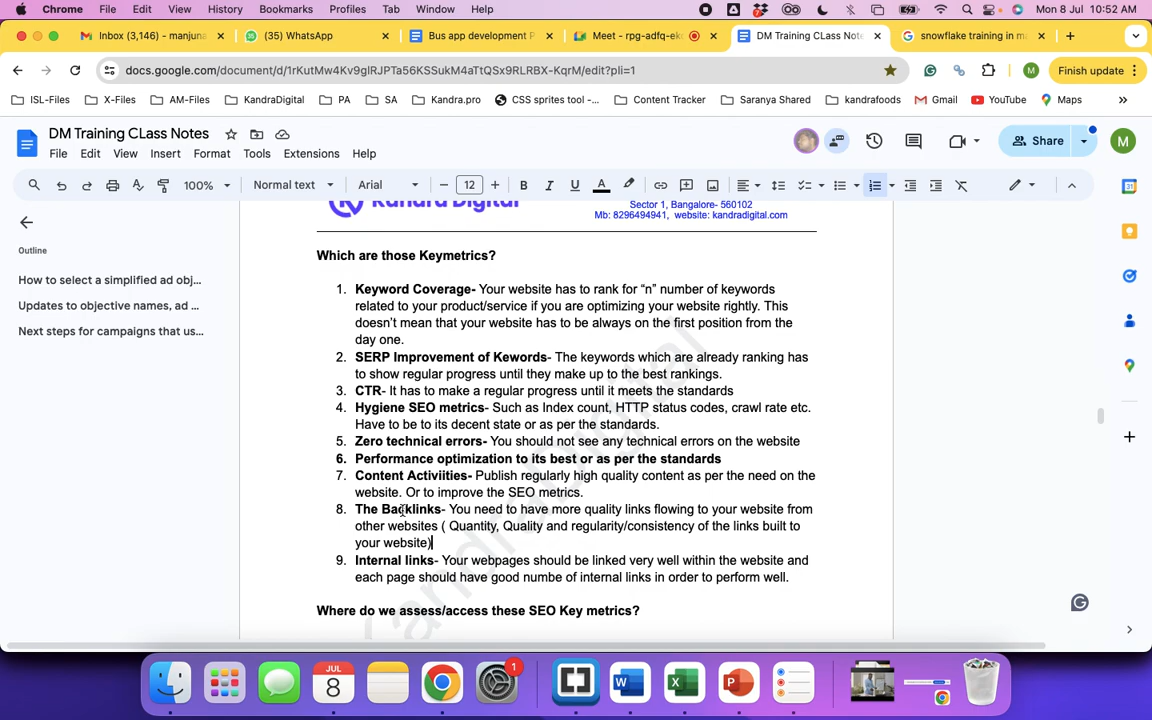 Chrome File Edit View History Bookmarks Profiles Tab Window Help Mon 8 Jul 10:52 AM
Inbox (3,146) - manjuna (35) WhatsApp Bus app development P Meet - rpg-adfq-ek DM Training CLass Note snowflake training in m
docs.google.com/document/d/1rKutMw4Kv9glRJPTa56KSSukM4aTtQSx9RLRBX-KqrM/edit?pli=1 M Finish update
ISL-Files X-Files AM-Files KandraDigital PA SA Kandra.pro CSS sprites tool -... Content Tracker Saranya Shared kandrafoods Gmail YouTube Maps
DM Training CLass Notes
File Edit View Insert Format Tools Extensions Help
Share M
100% Normal text Arial 12 B I U A
Kandra Digital
Sector 1, Bangalore- 560102
Mb: 8296494941, website: kandradigital.com
Outline
How to select a simplified ad obj...
Updates to objective names, ad ...
Next steps for campaigns that us...
Which are those Keymetrics?
1. Keyword Coverage- Your website has to rank for “n” number of keywords
related to your product/service if you are optimizing your website rightly. This
doesn’t mean that your website has to be always on the first position from the
day one.
2. SERP Improvement of Kewords- The keywords which are already ranking has
to show regular progress until they make up to the best rankings.
3. CTR- It has to make a regular progress until it meets the standards
4. Hygiene SEO metrics- Such as Index count, HTTP status codes, crawl rate etc.
Have to be to its decent state or as per the standards.
5. Zero technical errors- You should not see any technical errors on the website
6. Performance optimization to its best or as per the standards
7. Content Activiities- Publish regularly high quality content as per the need on the
website. Or to improve the SEO metrics.
8. The Backlinks- You need to have more quality links flowing to your website from
other websites ( Quantity, Quality and regularity/consistency of the links built to
your website)
9. Internal links- Your webpages should be linked very well within the website and
each page should have good numbe of internal links in order to perform well.
Where do we assess/access these SEO Key metrics?
Kandra Digital
JUL
8
1